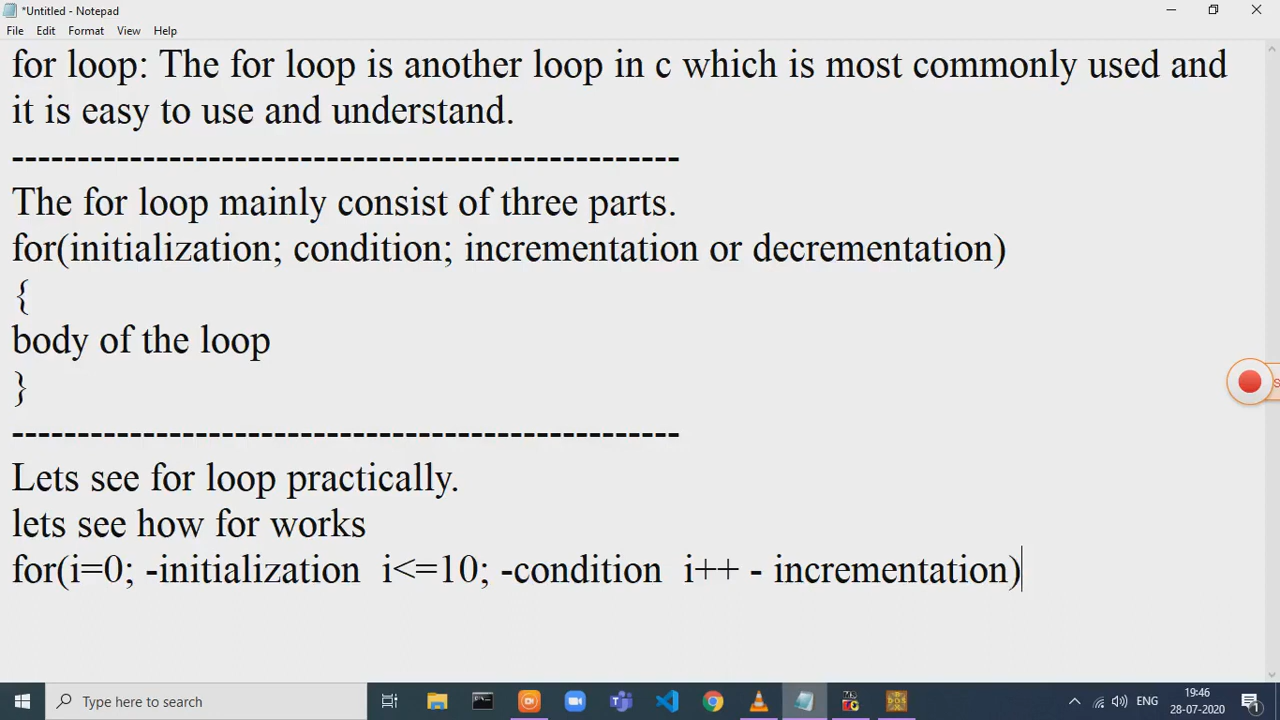 *Untitled - Notepad
File Edit Format View Help
for loop: The for loop is another loop in c which is most commonly used and
it is easy to use and understand.
---------------------------------------------------
The for loop mainly consist of three parts.
for(initialization; condition; incrementation or decrementation)
{
body of the loop
}
---------------------------------------------------
Lets see for loop practically.
lets see how for works
for(i=0; -initialization  i<=10; -condition  i++ - incrementation)
Type here to search
ENG
19:46
28-07-2020
1